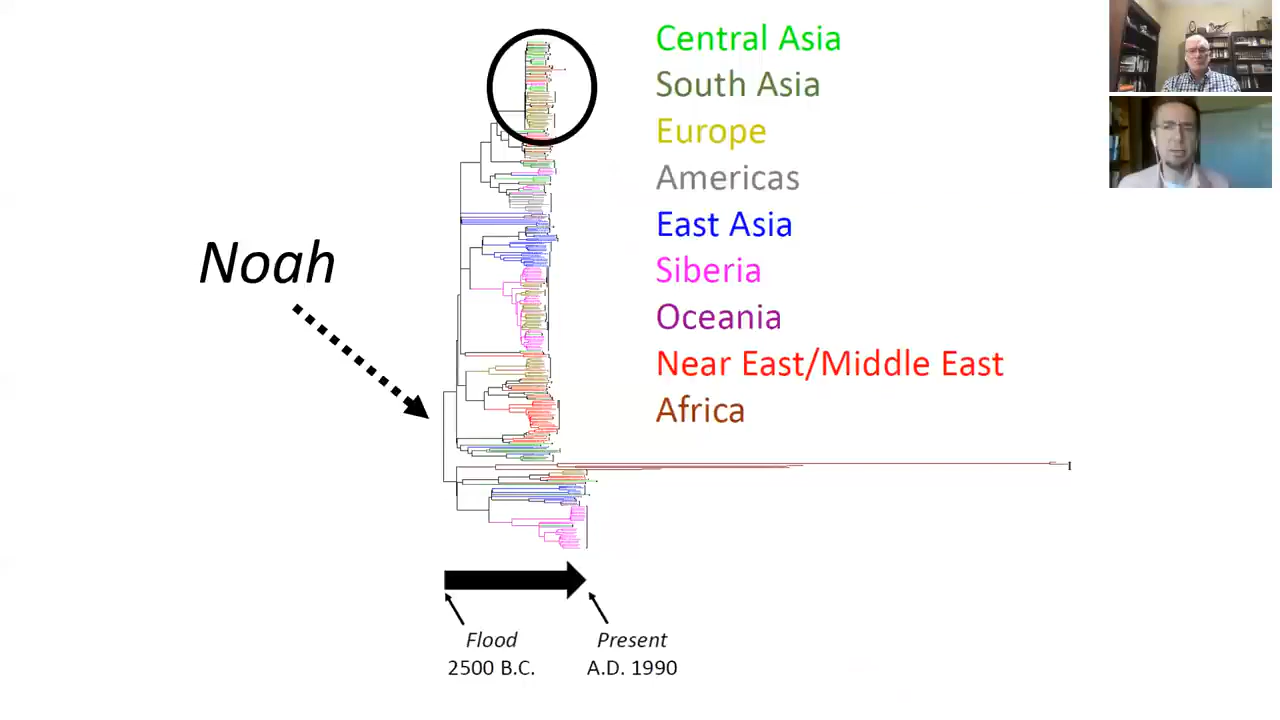 Central Asia
South Asia
Europe
Americas
East Asia
Siberia
Oceania
Near East/Middle East
Africa
Noah
Flood
2500 B.C.
Present
A.D. 1990